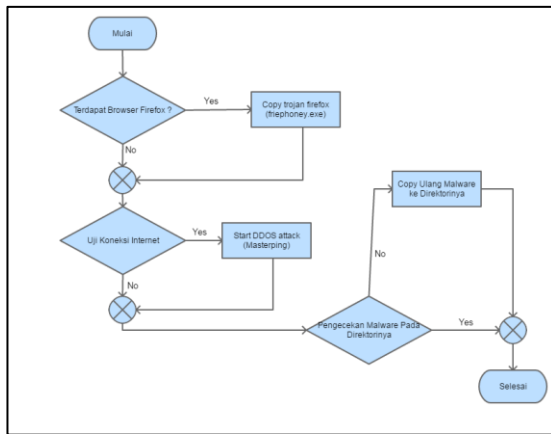 Mulai
Terdapat Browser Firefox ?
Yes
Copy trojan firefox
(friephoney.exe)
No
Uji Koneksi Internet
Yes
Start DDOS attack
(Masterping)
No
Copy Ulang Malware
ke Direktorinya
No
Pengecekan Malware Pada
Direktorinya
Yes
Selesai